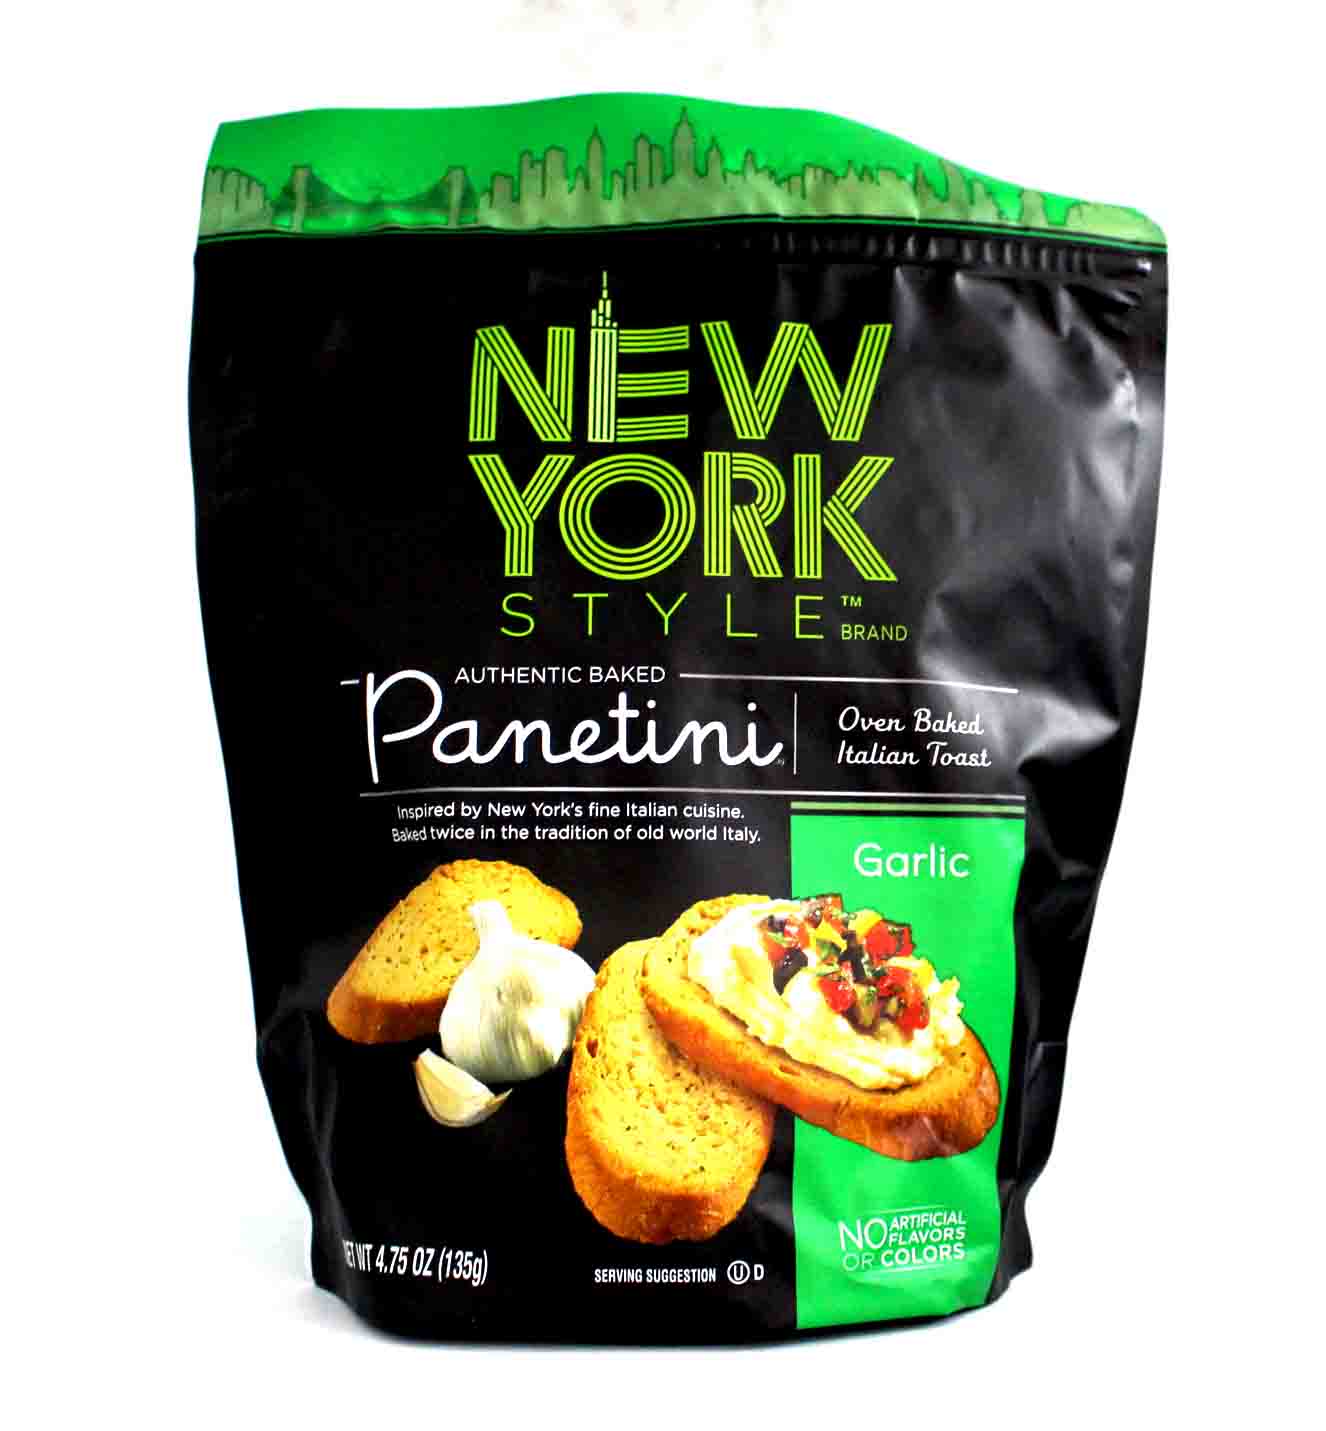 NEW
YORK
STYLE™
BRAND
AUTHENTIC BAKED
Panetini
Oven Baked
Italian Toast
Inspired by New York's fine Italian cuisine.
Baked twice in the tradition of old world Italy.
Garlic
NO ARTIFICIAL
FLAVORS
OR COLORS
NET WT 4.75 OZ (135g)
SERVING SUGGESTION Ⓤ D